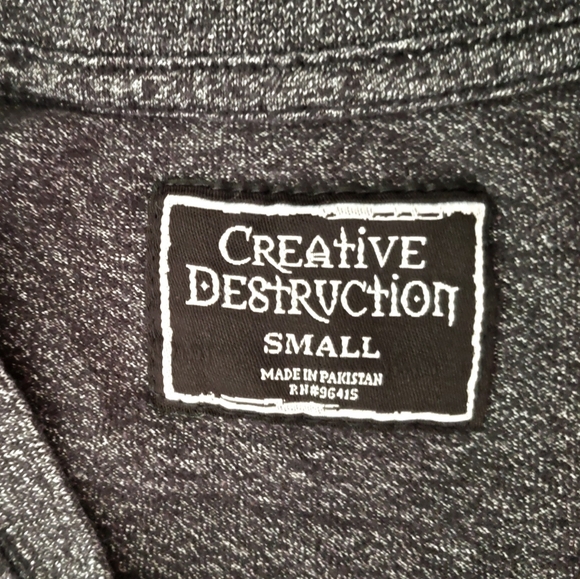 CREATIVE
DESTRUCTION
SMALL
MADE IN PAKISTAN
RN#96415